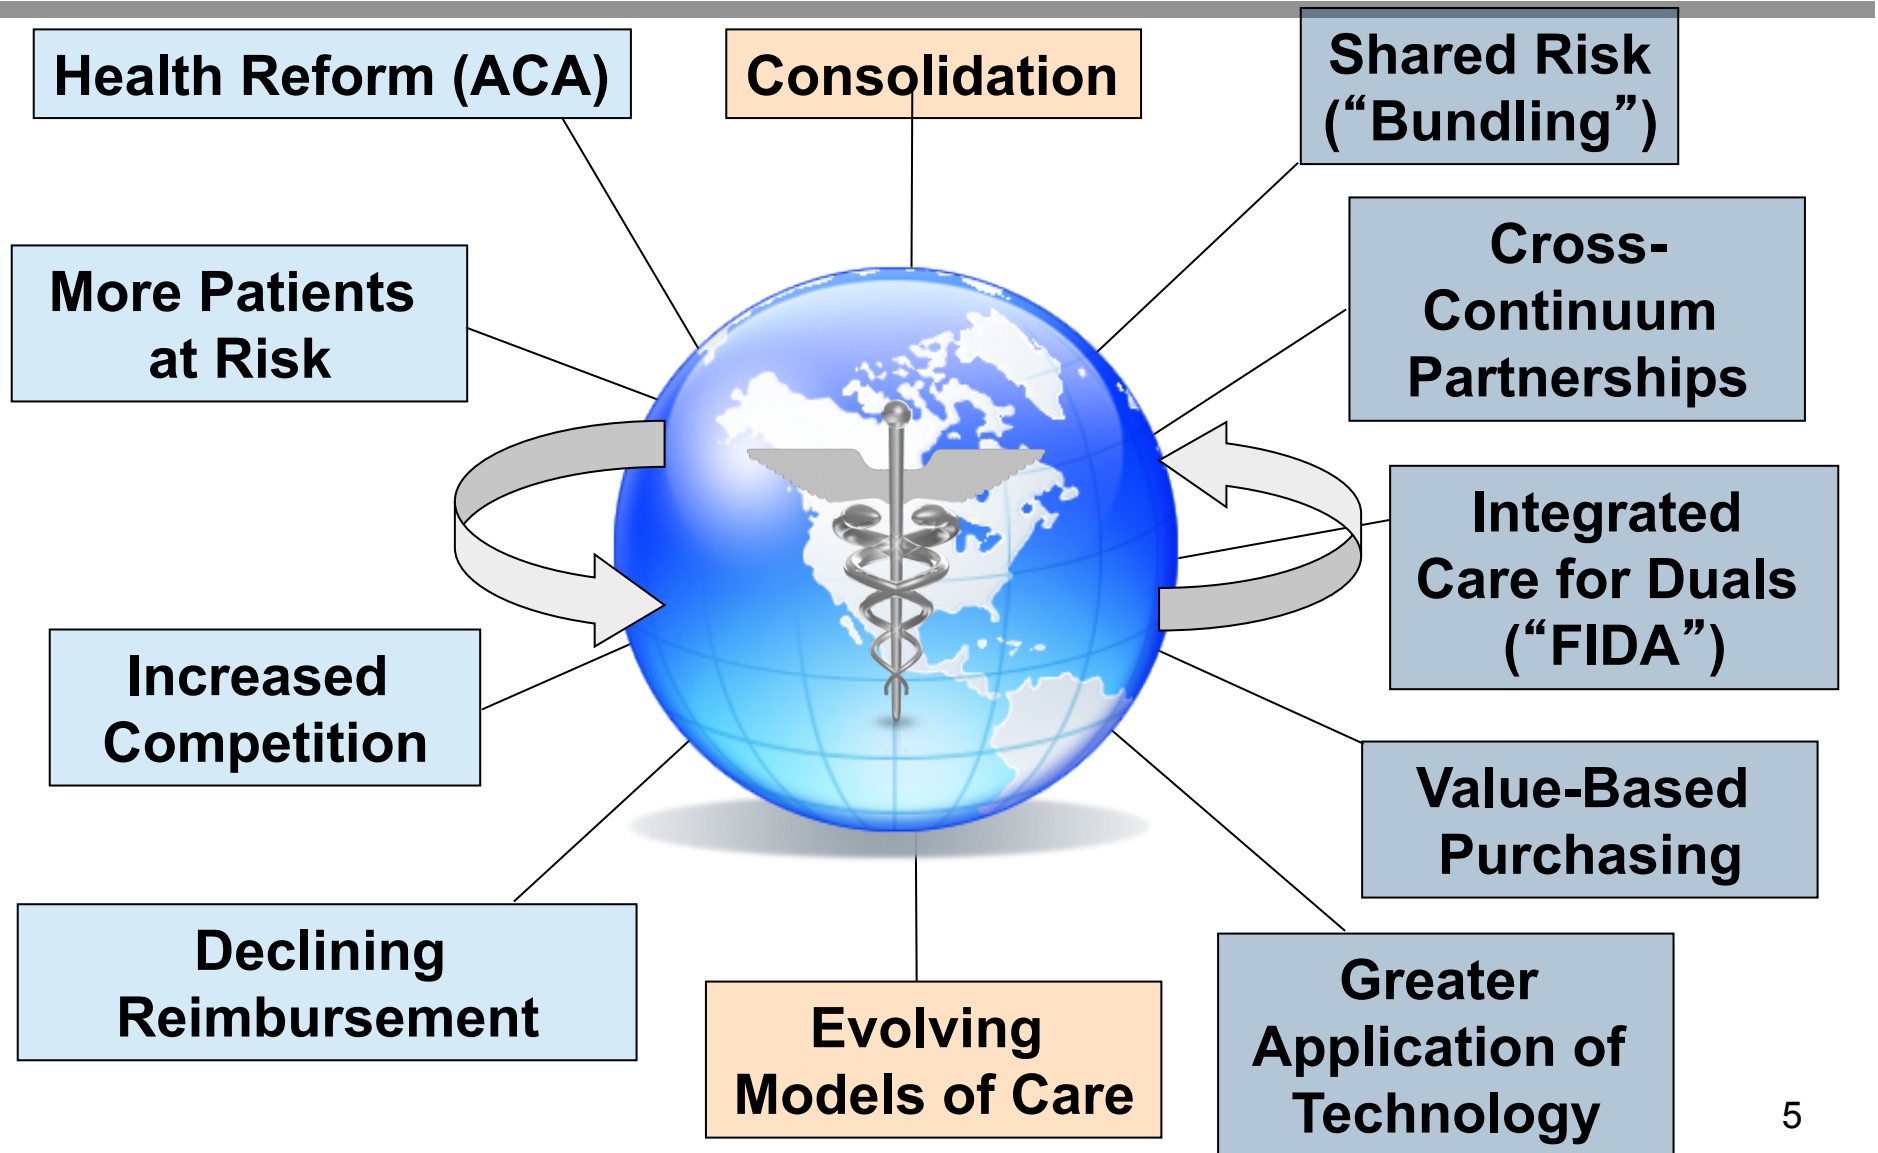 Health Reform (ACA)
Consolidation
Shared Risk
(“Bundling”)
More Patients
at Risk
Cross-
Continuum
Partnerships
Integrated
Care for Duals
(“FIDA”)
Increased
Competition
Value-Based
Purchasing
Declining
Reimbursement
Evolving
Models of Care
Greater
Application of
Technology
5